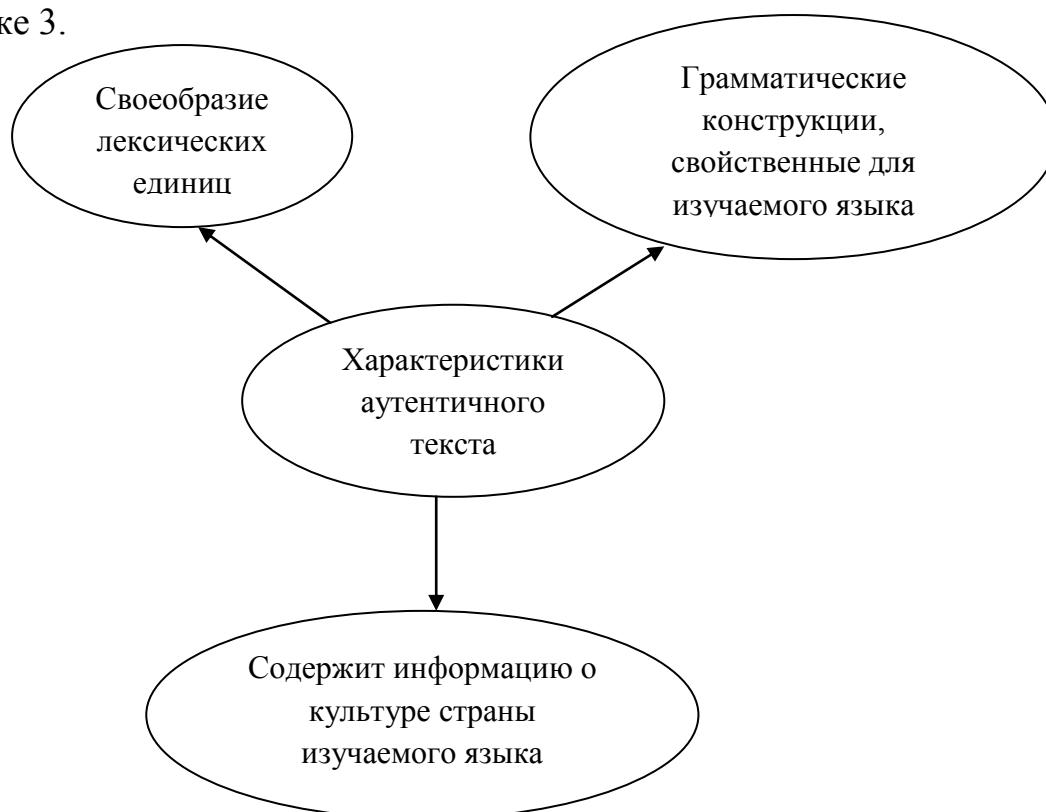 ке 3.
Своеобразие
лексических
единиц
Грамматические
конструкции,
свойственные для
изучаемого языка
Характеристики
аутентичного
текста
Содержит информацию о
культуре страны
изучаемого языка